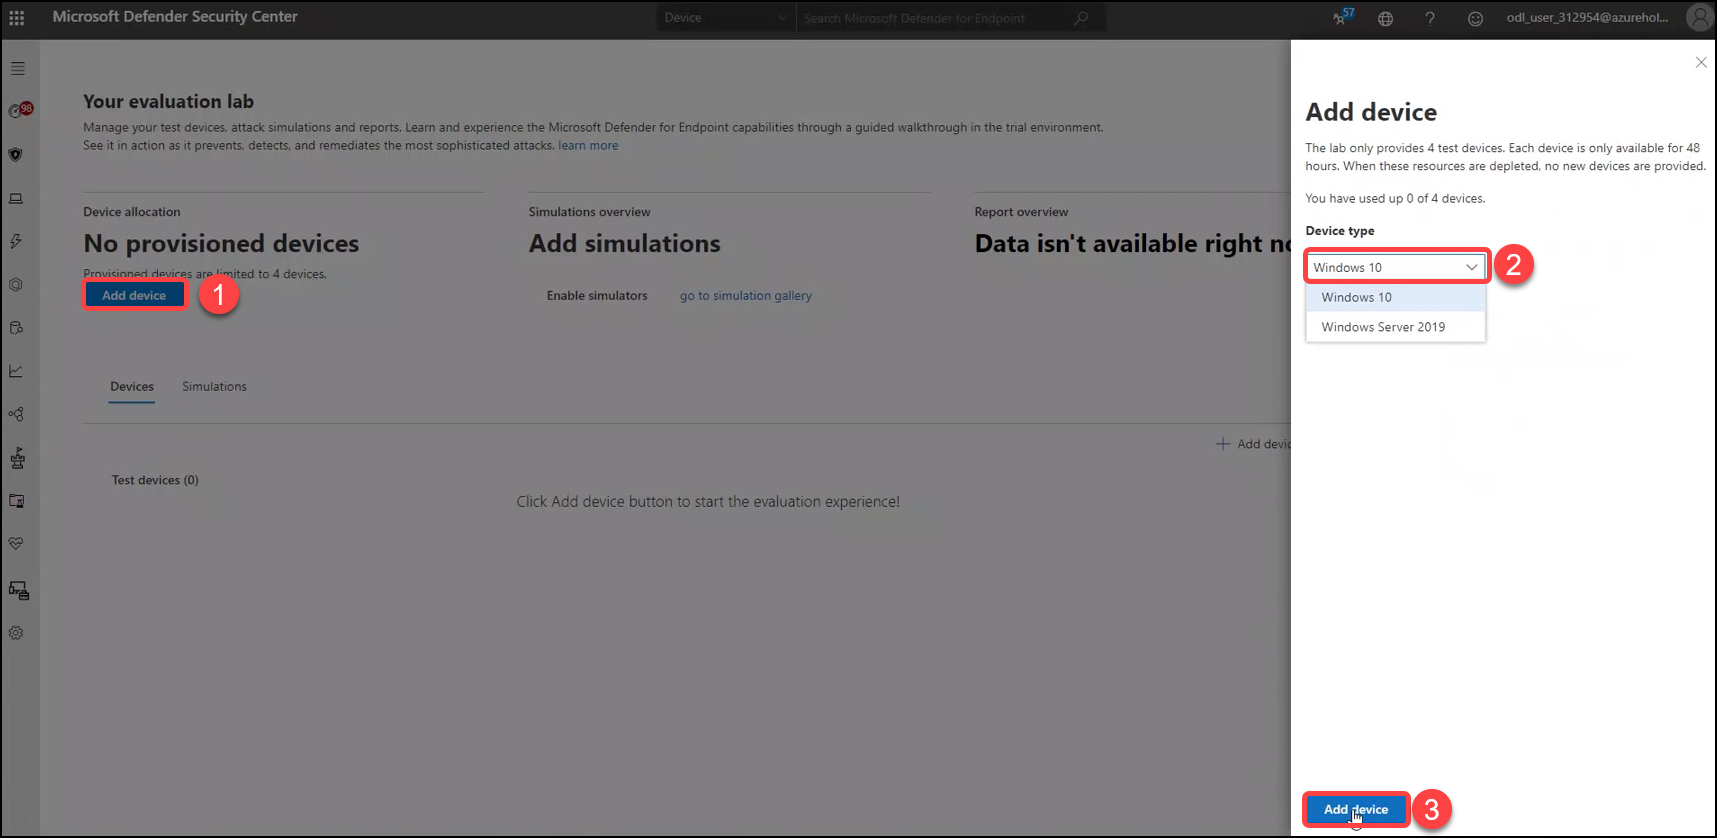 Microsoft Defender Security Center
Device
Search Microsoft Defender for Endpoint
57
odl_user_312954@azurehol...
98
Your evaluation lab
Manage your test devices, attack simulations and reports. Learn and experience the Microsoft Defender for Endpoint capabilities through a guided walkthrough in the trial environment.
See it in action as it prevents, detects, and remediates the most sophisticated attacks. learn more
Device allocation
No provisioned devices
Provisioned devices are limited to 4 devices.
Add device
1
Simulations overview
Add simulations
Enable simulators go to simulation gallery
Report overview
Data isn't available right no
Devices Simulations
Add devic
Test devices (0)
Click Add device button to start the evaluation experience!
Add device
The lab only provides 4 test devices. Each device is only available for 48
hours. When these resources are depleted, no new devices are provided.
You have used up 0 of 4 devices.
Device type
Windows 10
2
Windows 10
Windows Server 2019
Add device
3